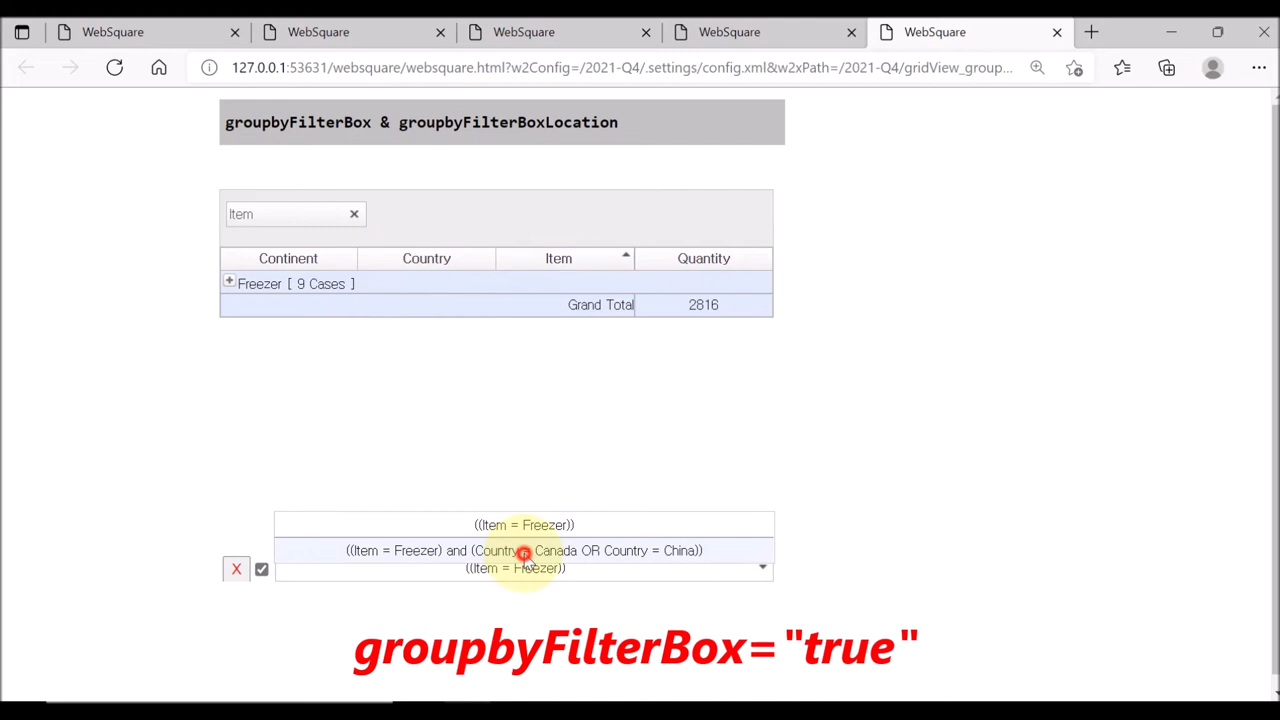 WebSquare WebSquare WebSquare WebSquare WebSquare
127.0.0.1:53631/websquare/websquare.html?w2Config=/2021-Q4/.settings/config.xml&w2xPath=/2021-Q4/gridView_group...
groupbyFilterBox & groupbyFilterBoxLocation
Item
Continent Country Item Quantity
Freezer [ 9 Cases ]
Grand Total 2816
((Item = Freezer))
((Item = Freezer) and (Country = Canada OR Country = China))
X ((Item = Freezer))
groupbyFilterBox="true"